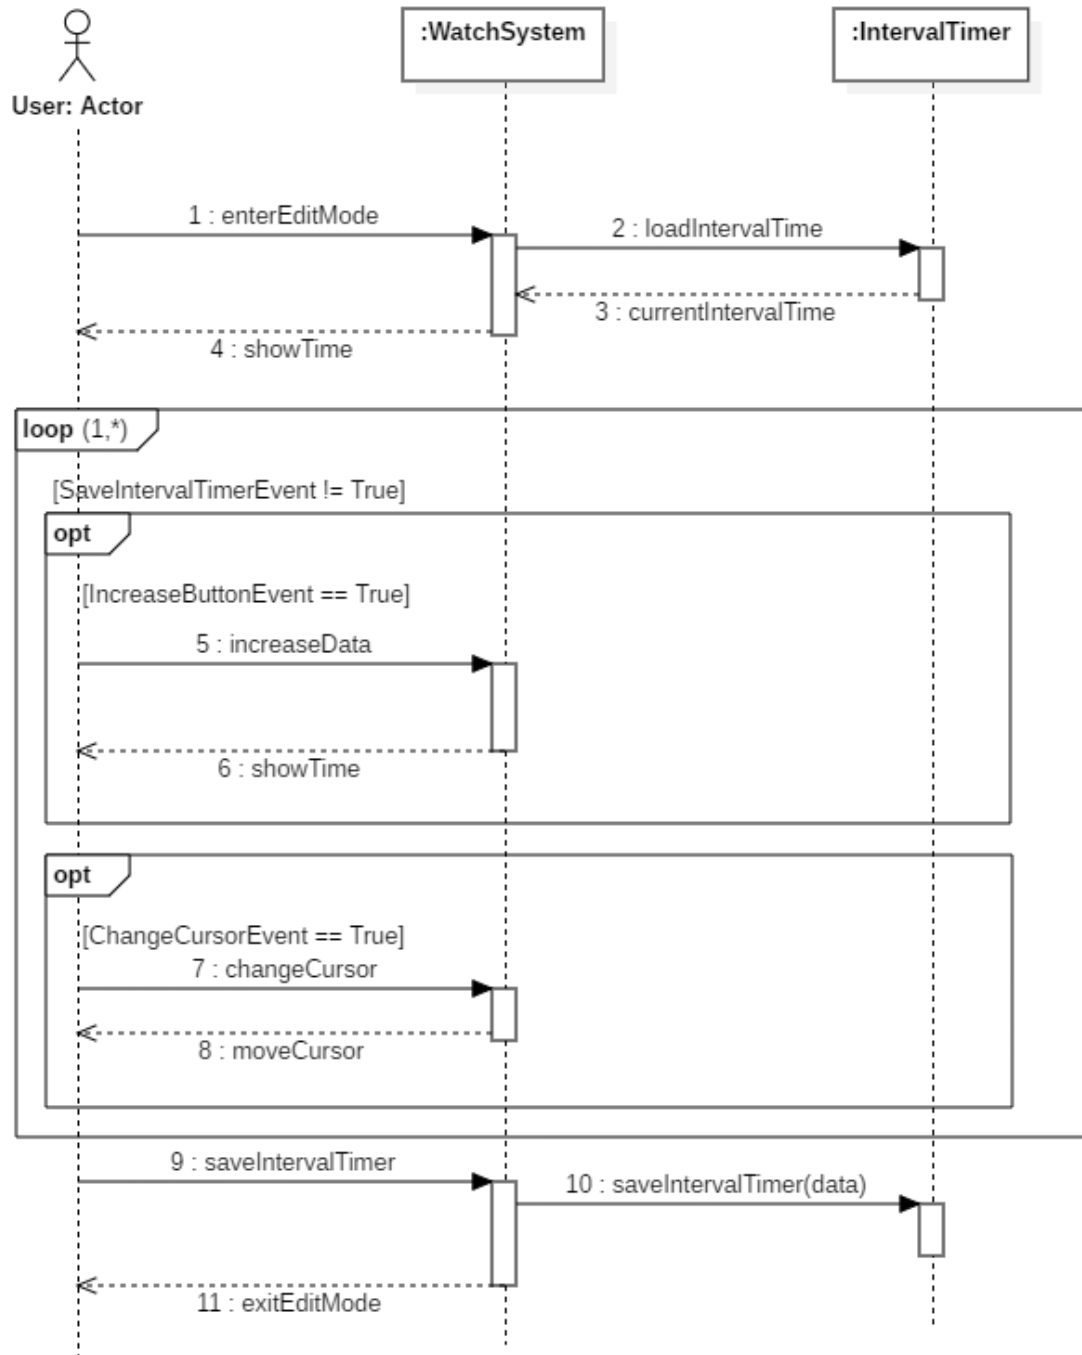 :WatchSystem
:IntervalTimer
User: Actor
1 : enterEditMode
2 : loadIntervalTime
3 : currentIntervalTime
4 : showTime
loop (1,*)
[SaveIntervalTimerEvent != True]
opt
[IncreaseButtonEvent == True]
5 : increaseData
6 : showTime
opt
[ChangeCursorEvent == True]
7 : changeCursor
8 : moveCursor
9 : saveIntervalTimer
10 : saveIntervalTimer(data)
11 : exitEditMode